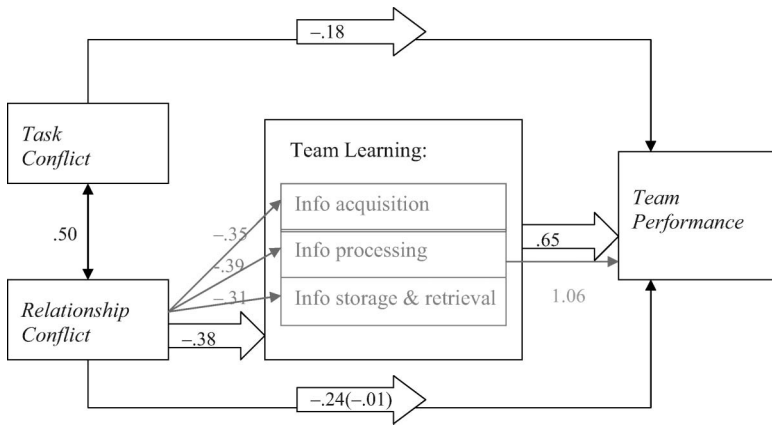 –.18
Task
Conflict
Team Learning:
Info acquisition
Team
Performance
.50
–.35
Info processing
.65
–.39
–.31
Info storage & retrieval
1.06
Relationship
Conflict
–.38
–.24(–.01)